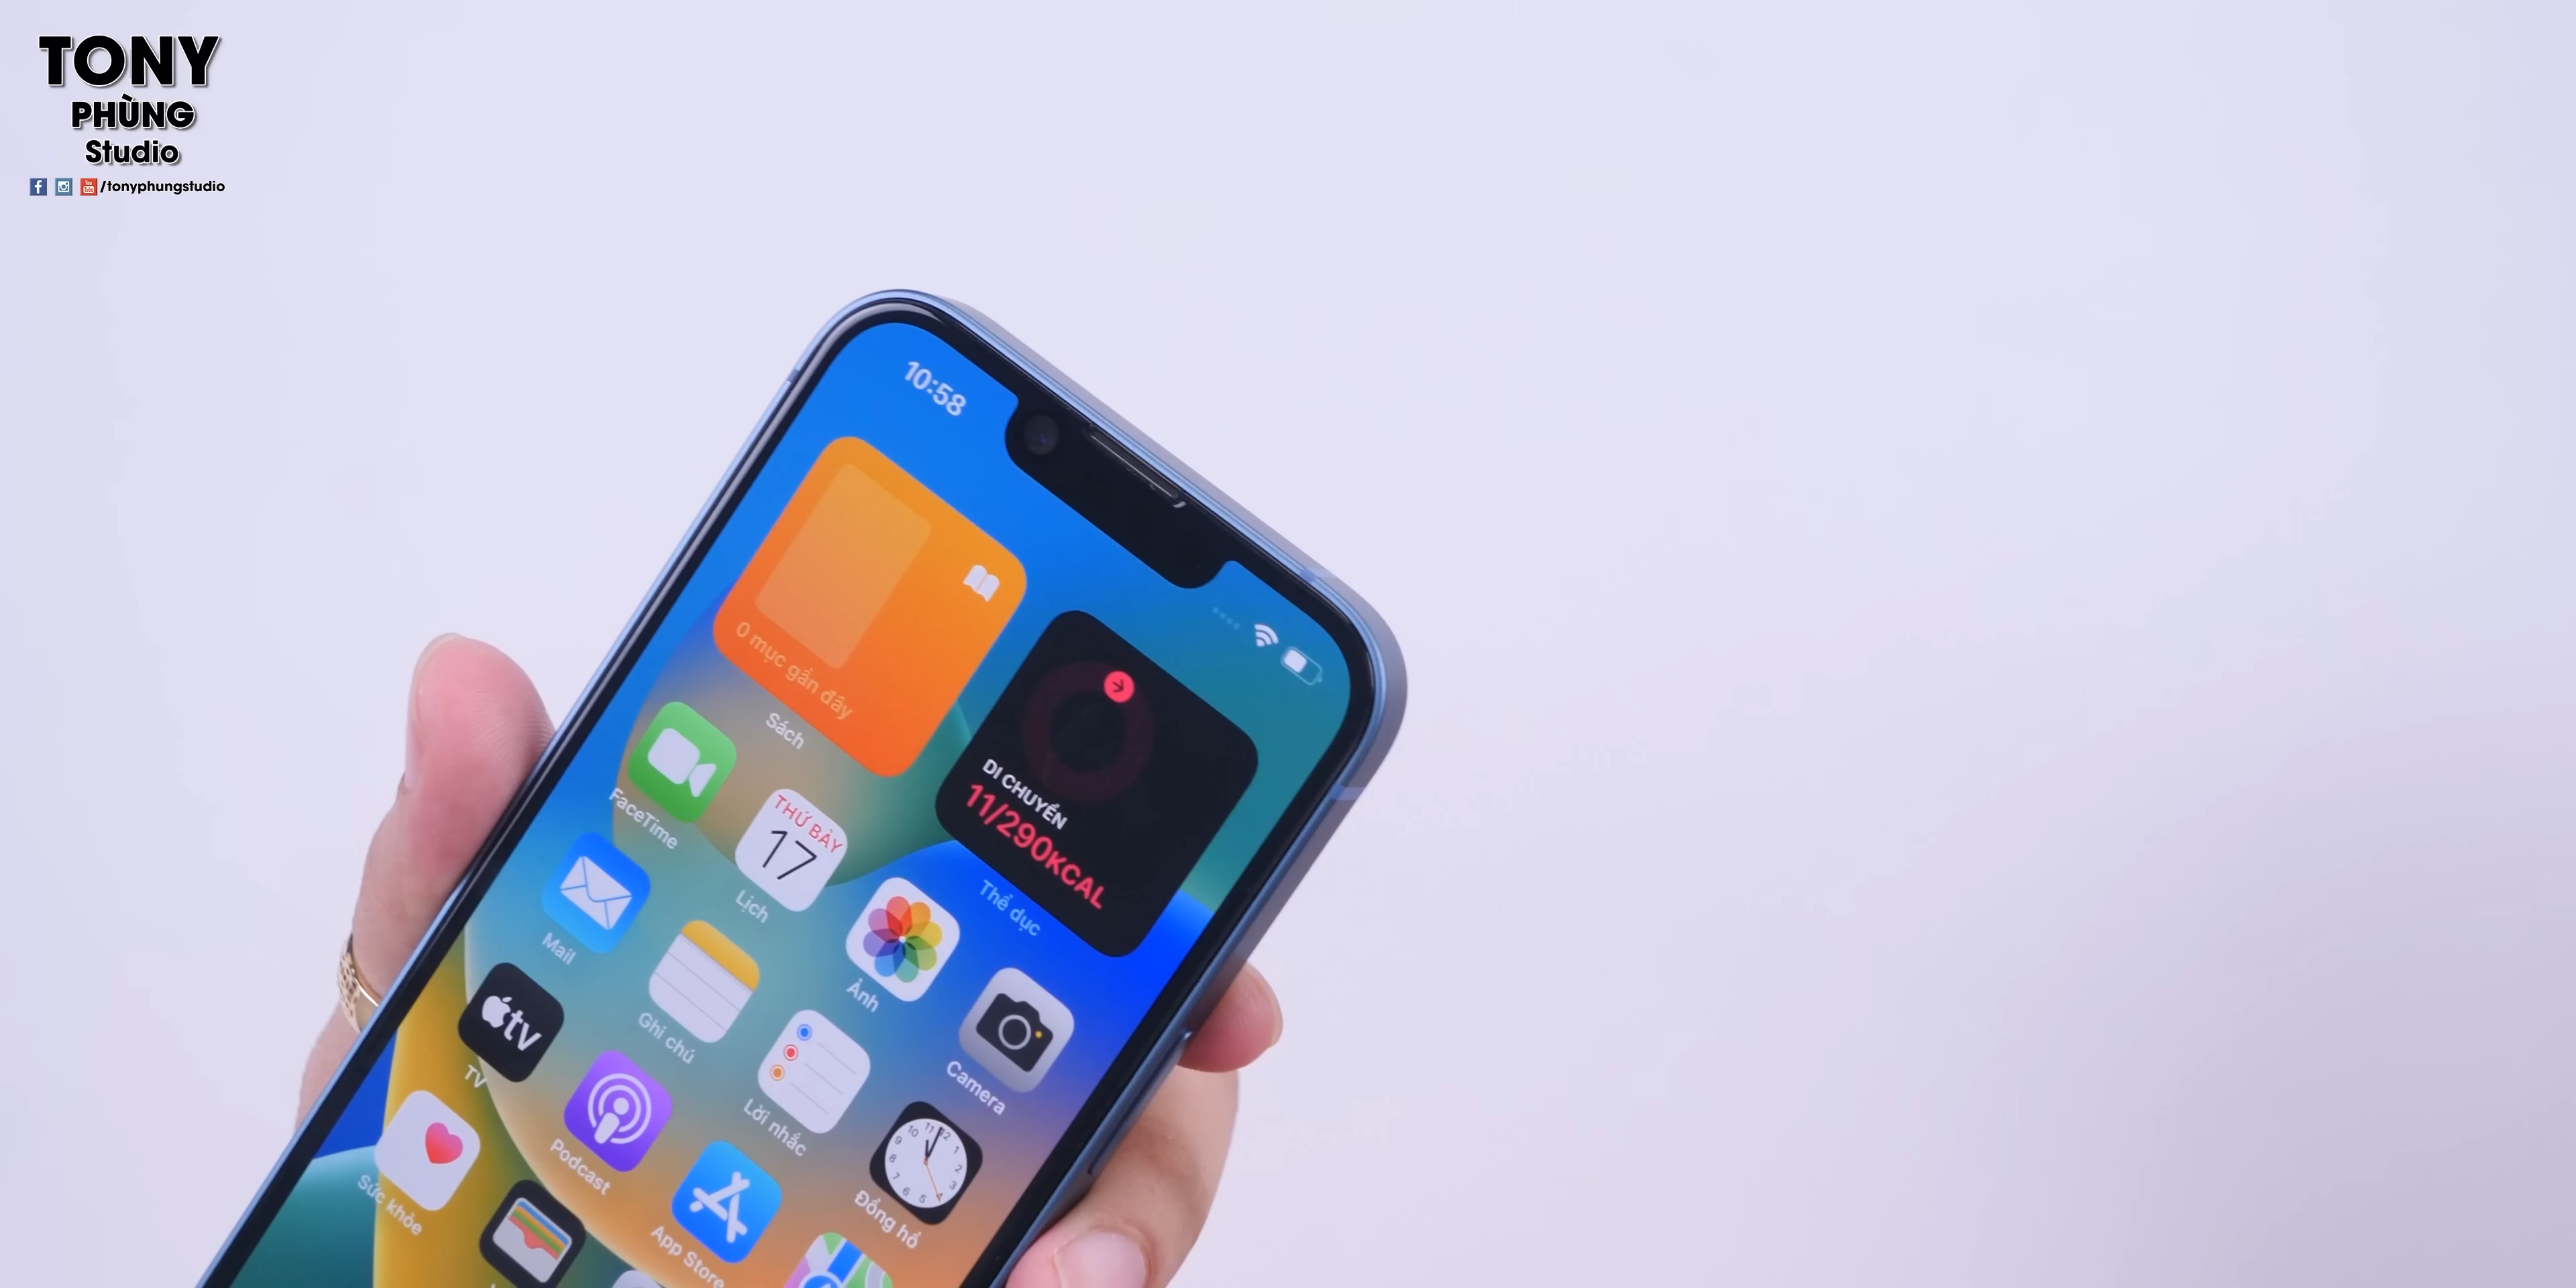 TONY
PHÙNG
Studio
/tonyphungstudio
10:58
0 mục gần đây
Sách
DI CHUYỂN
11/290KCAL
Thể dục
FaceTime
THỨ BẢY
17
Lịch
Ảnh
Camera
Mail
Ghi chú
Lời nhắc
Đồng hồ
tv
TV
Podcast
App Store
Sức khỏe